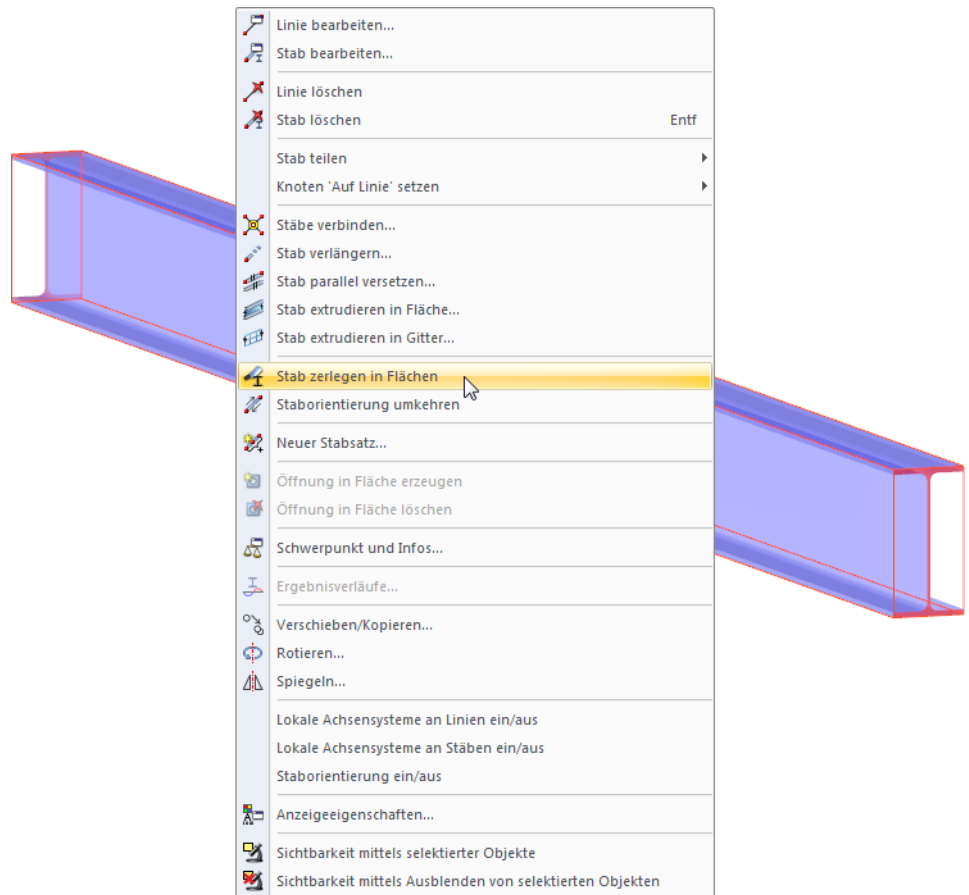 Linie bearbeiten...
Stab bearbeiten...
Linie löschen
Stab löschen Entf
Stab teilen
Knoten 'Auf Linie' setzen
Stäbe verbinden...
Stab verlängern...
Stab parallel versetzen...
Stab extrudieren in Fläche...
Stab extrudieren in Gitter...
Stab zerlegen in Flächen
Staborientierung umkehren
Neuer Stabsatz...
Öffnung in Fläche erzeugen
Öffnung in Fläche löschen
Schwerpunkt und Infos...
Ergebnisverläufe...
Verschieben/Kopieren...
Rotieren...
Spiegeln...
Lokale Achsensysteme an Linien ein/aus
Lokale Achsensysteme an Stäben ein/aus
Staborientierung ein/aus
Anzeigeeigenschaften...
Sichtbarkeit mittels selektierter Objekte
Sichtbarkeit mittels Ausblenden von selektierten Objekten